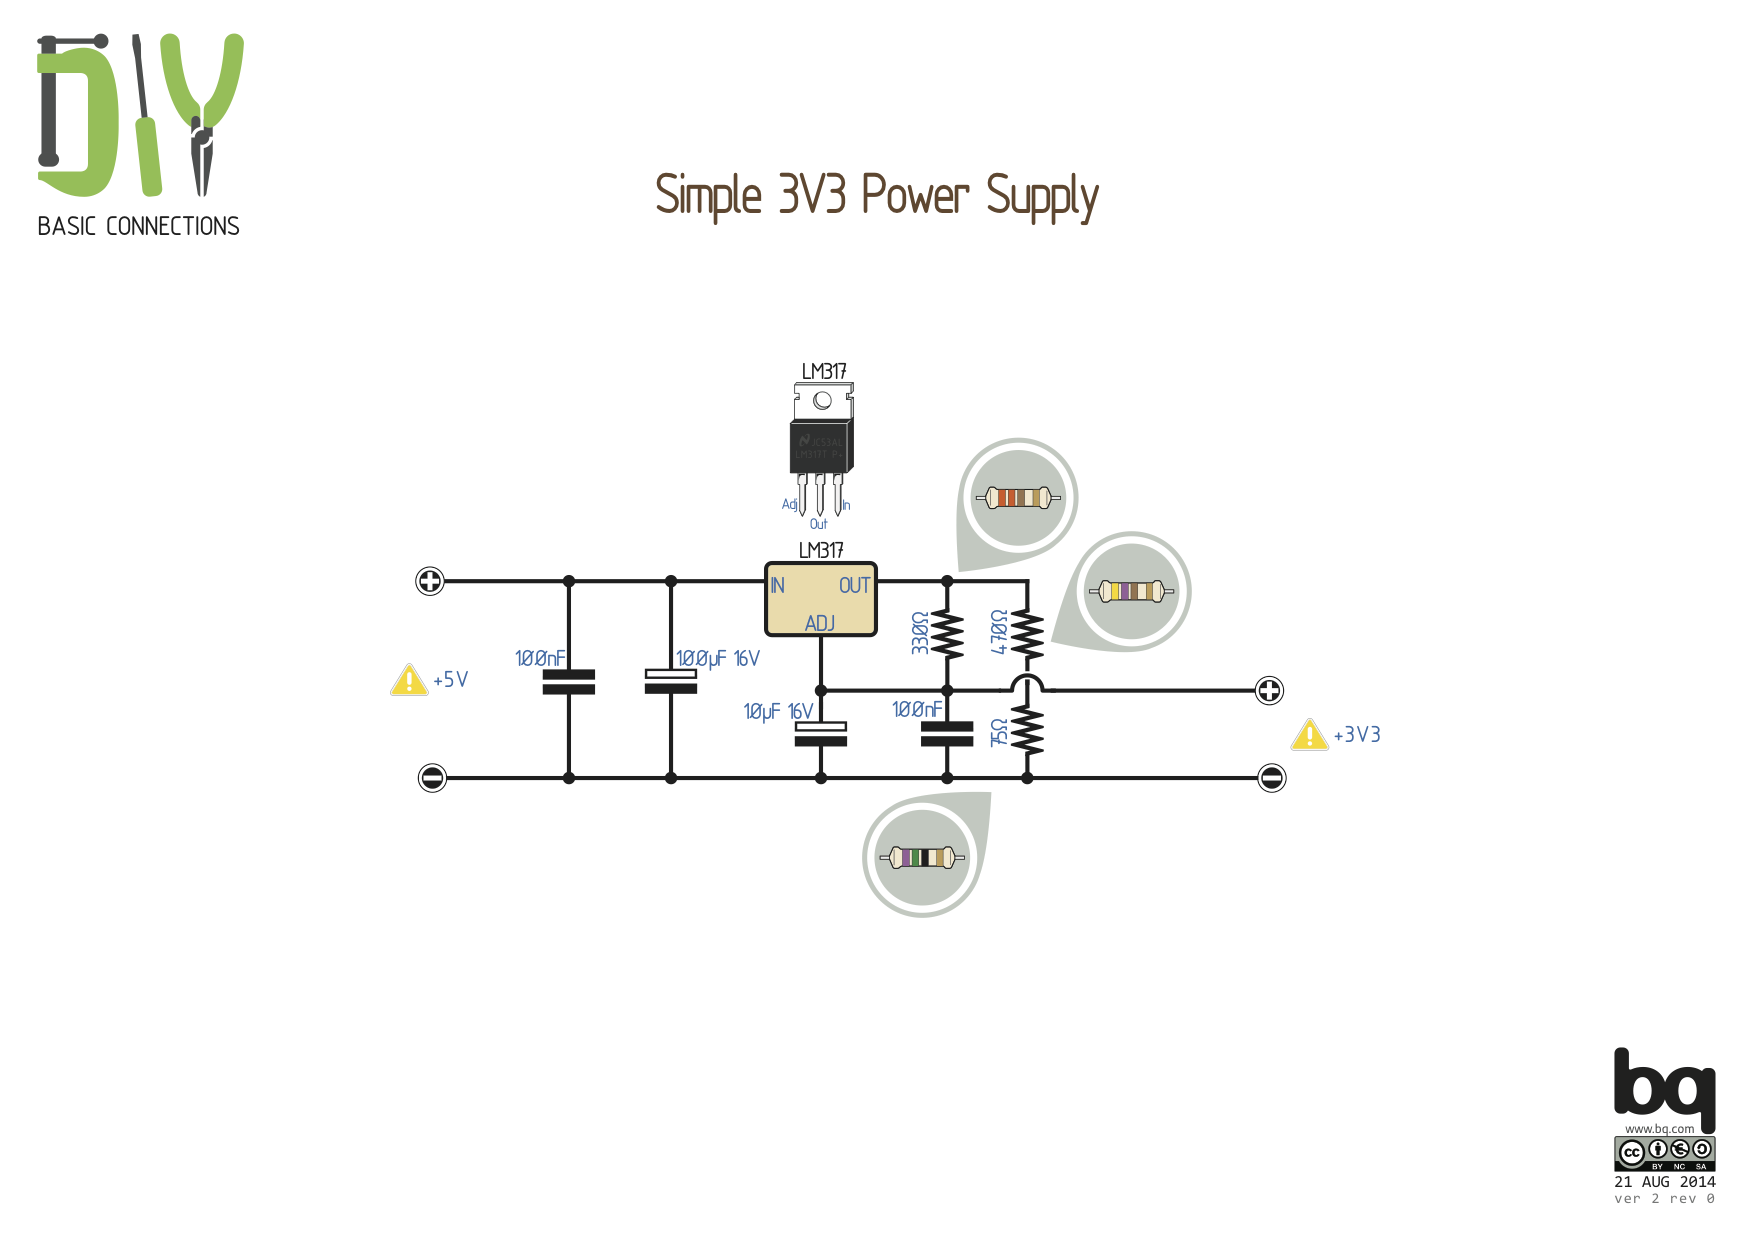 DIY
BASIC CONNECTIONS
Simple 3V3 Power Supply
LM317
JC53AL
LM317T P+
Adj
In
Out
LM317
IN
OUT
ADJ
330Ω
470Ω
100nF
100µF 16V
+5V
10µF 16V
100nF
75Ω
+3V3
bq
www.bq.com
cc
BY NC SA
21 AUG 2014
ver 2 rev 0